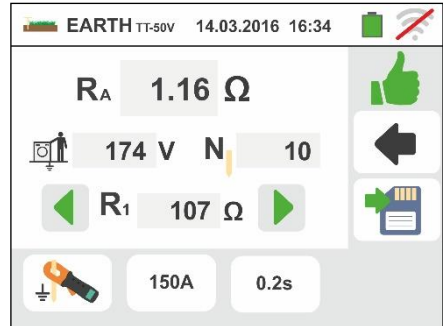 EARTH TT-50V 14.03.2016 16:34
RA 1.16 Ω
174 V N 10
R1 107 Ω
150A 0.2s